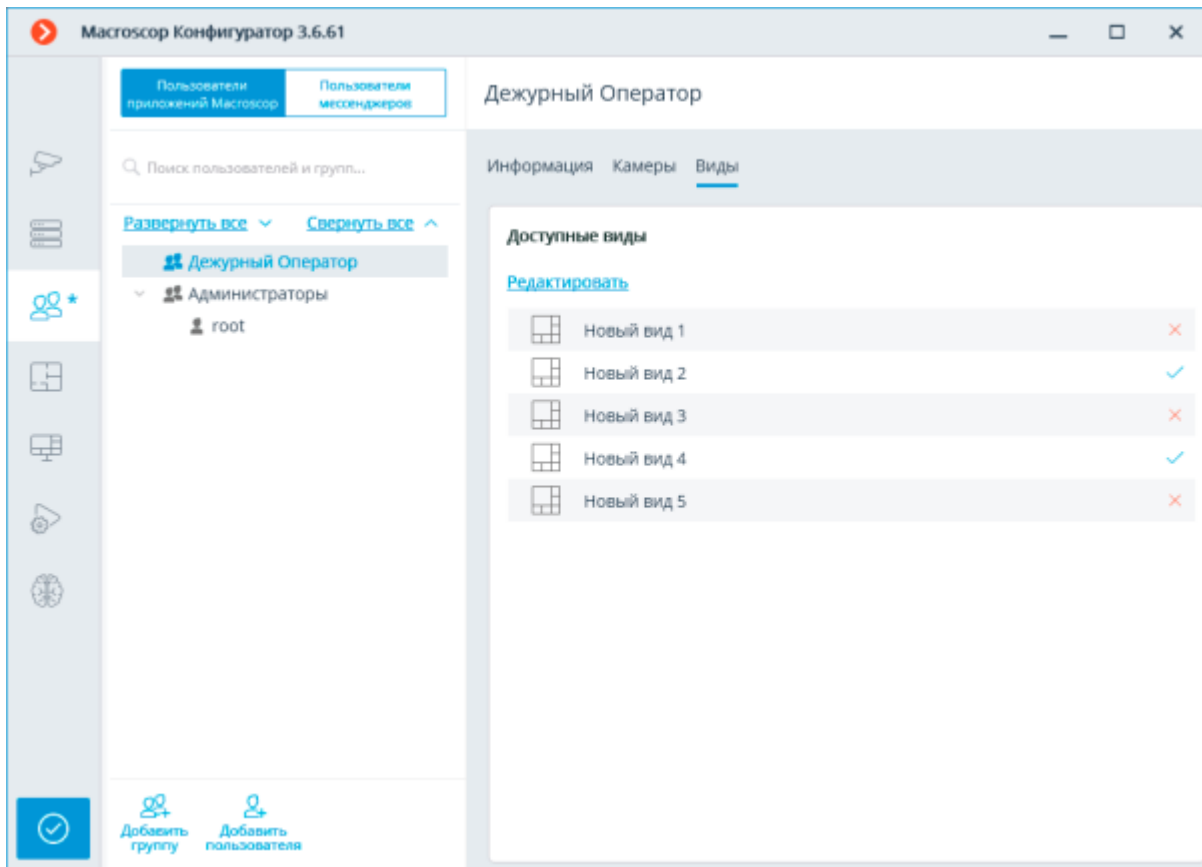 Macroscop Конфигуратор 3.6.61
Пользователи
приложений Macroscop
Пользователи
мессенджеров
Поиск пользователей и групп...
Развернуть все
Свернуть все
Дежурный Оператор
Администраторы
root
Добавить
группу
Добавить
пользователя
Дежурный Оператор
Информация Камеры Виды
Доступные виды
Редактировать
Новый вид 1
Новый вид 2
Новый вид 3
Новый вид 4
Новый вид 5